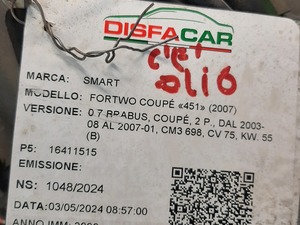 DISFACAR
olio
MARCA: SMART
MODELLO: FORTWO COUPÉ «451» (2007)
VERSIONE: 0.7 BRABUS, COUPÉ, 2 P., DAL 2003-
08 AL 2007-01, CM3 698, CV 75, KW. 55
(B)
P5: 16411515
EMISSIONE:
NS: 1048/2024
DATA: 03/05/2024 08:57:00
ANNO IMM: